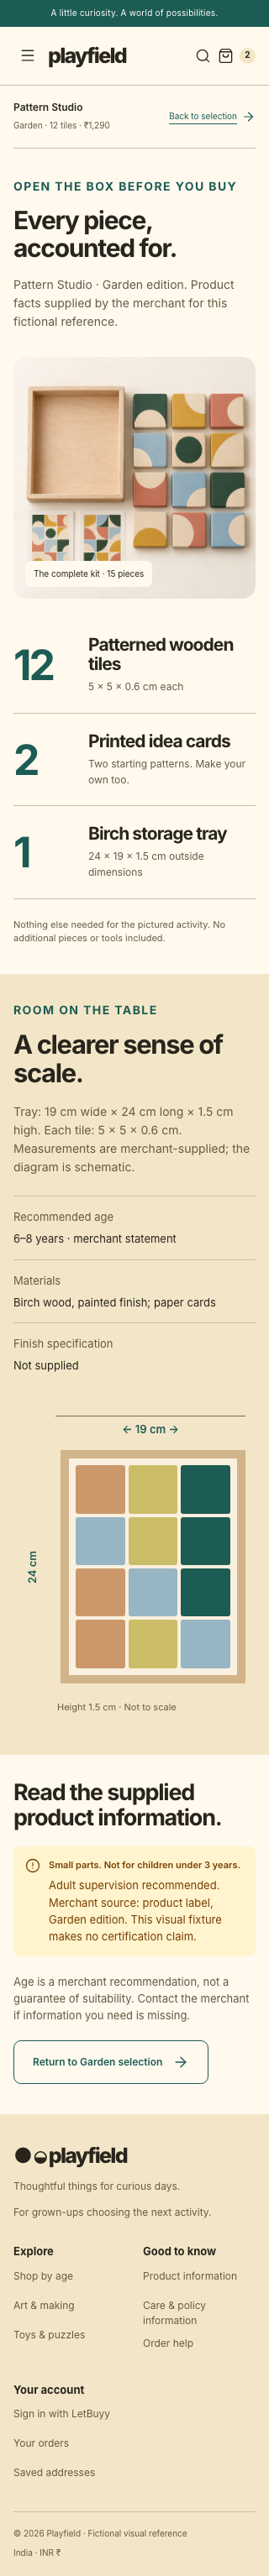 A little curiosity. A world of possibilities.
playfield
2
Pattern Studio
Garden · 12 tiles · ₹1,290
Back to selection
OPEN THE BOX BEFORE YOU BUY
Every piece,
accounted for.
Pattern Studio · Garden edition. Product
facts supplied by the merchant for this
fictional reference.
The complete kit · 15 pieces
12
Patterned wooden
tiles
5 × 5 × 0.6 cm each
2
Printed idea cards
Two starting patterns. Make your
own too.
1
Birch storage tray
24 × 19 × 1.5 cm outside
dimensions
Nothing else needed for the pictured activity. No
additional pieces or tools included.
ROOM ON THE TABLE
A clearer sense of
scale.
Tray: 19 cm wide × 24 cm long × 1.5 cm
high. Each tile: 5 × 5 × 0.6 cm.
Measurements are merchant-supplied; the
diagram is schematic.
Recommended age
6–8 years · merchant statement
Materials
Birch wood, painted finish; paper cards
Finish specification
Not supplied
← 19 cm →
24 cm
Height 1.5 cm · Not to scale
Read the supplied
product information.
Small parts. Not for children under 3 years.
Adult supervision recommended.
Merchant source: product label,
Garden edition. This visual fixture
makes no certification claim.
Age is a merchant recommendation, not a
guarantee of suitability. Contact the merchant
if information you need is missing.
Return to Garden selection
playfield
Thoughtful things for curious days.
For grown-ups choosing the next activity.
Explore
Shop by age
Art & making
Toys & puzzles
Good to know
Product information
Care & policy
information
Order help
Your account
Sign in with LetBuyy
Your orders
Saved addresses
© 2026 Playfield · Fictional visual reference
India · INR ₹